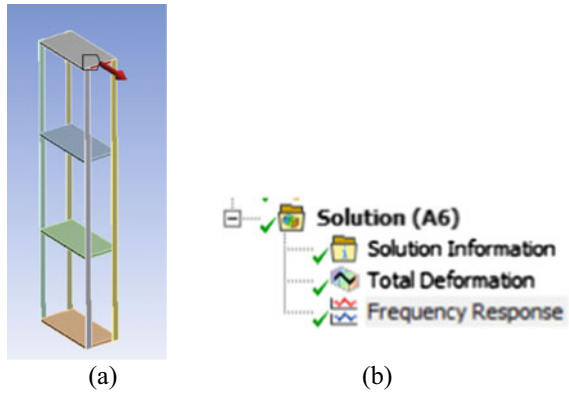 Solution (A6)
Solution Information
Total Deformation
Frequency Response
(a)
(b)